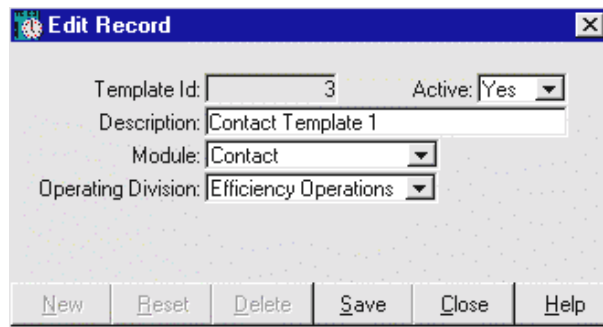 Edit Record
Template Id: 3 Active: Yes
Description: Contact Template 1
Module: Contact
Operating Division: Efficiency Operations
New Reset Delete Save Close Help